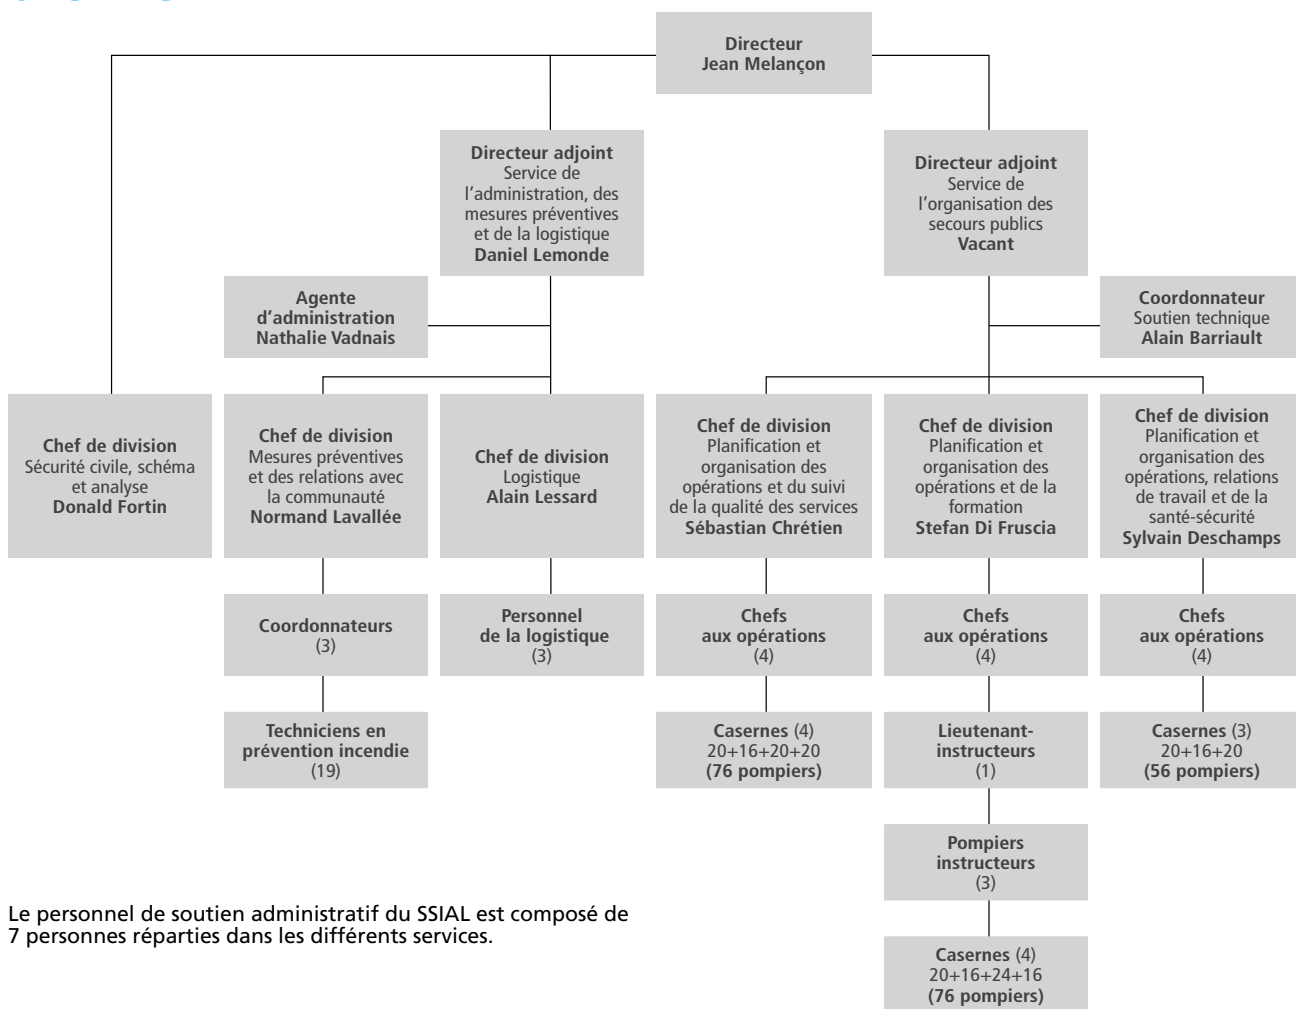 Directeur
Jean Melançon
Directeur adjoint
Service de
l'administration, des
mesures préventives
et de la logistique
Daniel Lemonde
Directeur adjoint
Service de
l'organisation des
secours publics
Vacant
Agente
d'administration
Nathalie Vadnais
Coordonnateur
Soutien technique
Alain Barriault
Chef de division
Sécurité civile, schéma
et analyse
Donald Fortin
Chef de division
Mesures préventives
et des relations avec
la communauté
Normand Lavallée
Chef de division
Logistique
Alain Lessard
Chef de division
Planification et
organisation des
opérations et du suivi
de la qualité des services
Sébastian Chrétien
Chef de division
Planification et
organisation des
opérations et de la
formation
Stefan Di Fruscia
Chef de division
Planification et
organisation des
opérations, relations
de travail et de la
santé-sécurité
Sylvain Deschamps
Coordonnateurs
(3)
Personnel
de la logistique
(3)
Chefs
aux opérations
(4)
Chefs
aux opérations
(4)
Chefs
aux opérations
(4)
Techniciens en
prévention incendie
(19)
Casernes (4)
20+16+20+20
(76 pompiers)
Lieutenant-
instructeurs
(1)
Casernes (3)
20+16+20
(56 pompiers)
Pompiers
instructeurs
(3)
Casernes (4)
20+16+24+16
(76 pompiers)
Le personnel de soutien administratif du SSIAL est composé de
7 personnes réparties dans les différents services.